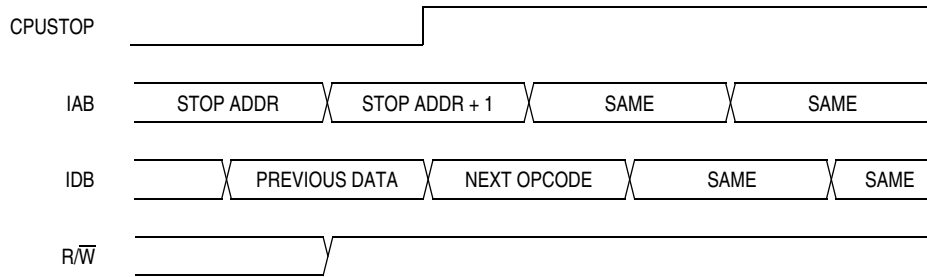 CPUSTOP
IAB STOP ADDR STOP ADDR + 1 SAME SAME
IDB PREVIOUS DATA NEXT OPCODE SAME SAME
R/W̅